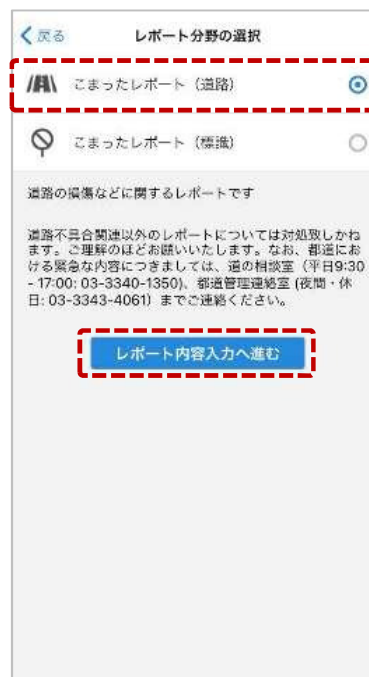 戻る
レポート分野の選択
こまったレポート（道路）
こまったレポート（標識）
道路の損傷などに関するレポートです
道路不具合関連以外のレポートについては対処致しかね
ます。ご理解のほどお願いいたします。なお、都道にお
ける緊急な内容につきましては、道の相談室（平日9:30
- 17:00: 03-3340-1350)、都道管理連絡室 (夜間・休
日: 03-3343-4061）までご連絡ください。
レポート内容入力へ進む